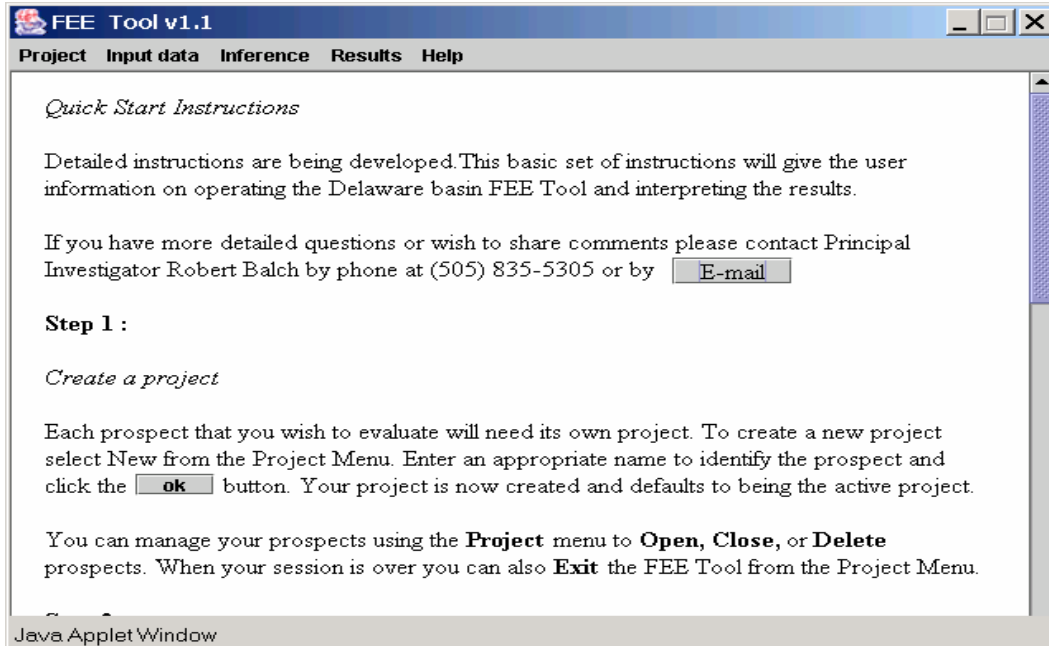 FEE Tool v1.1
Project Input data Inference Results Help
Quick Start Instructions
Detailed instructions are being developed.This basic set of instructions will give the user
information on operating the Delaware basin FEE Tool and interpreting the results.
If you have more detailed questions or wish to share comments please contact Principal
Investigator Robert Balch by phone at (505) 835-5305 or by E-mail
Step 1 :
Create a project
Each prospect that you wish to evaluate will need its own project. To create a new project
select New from the Project Menu. Enter an appropriate name to identify the prospect and
click the ok button. Your project is now created and defaults to being the active project.
You can manage your prospects using the Project menu to Open, Close, or Delete
prospects. When your session is over you can also Exit the FEE Tool from the Project Menu.
Java Applet Window